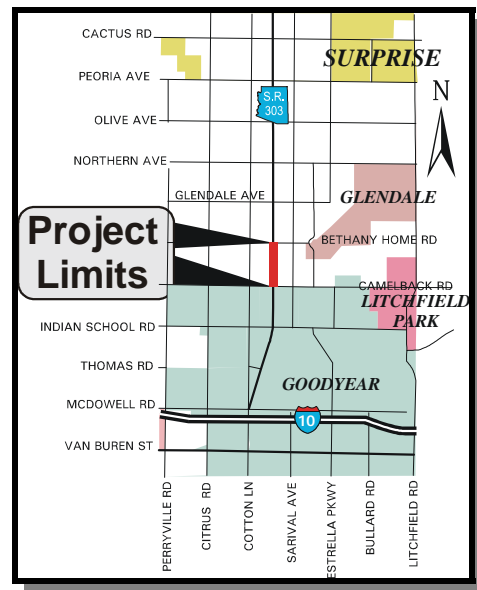 CACTUS RD
SURPRISE
PEORIA AVE
N
S.R.
303
OLIVE AVE
NORTHERN AVE
GLENDALE AVE
GLENDALE
Project
Limits
BETHANY HOME RD
CAMELBACK RD
LITCHFIELD
PARK
INDIAN SCHOOL RD
THOMAS RD
GOODYEAR
MCDOWELL RD
10
VAN BUREN ST
PERRYVILLE RD
CITRUS RD
COTTON LN
SARIVAL AVE
ESTRELLA PKWY
BULLARD RD
LITCHFIELD RD